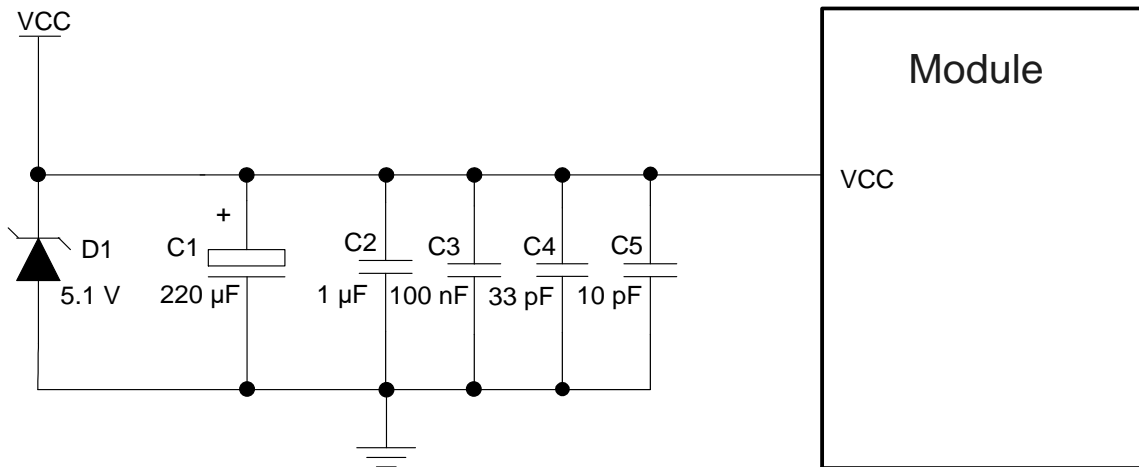 VCC
Module
VCC
+
D1
5.1 V
C1
220 µF
C2
1 µF
C3
100 nF
C4
33 pF
C5
10 pF